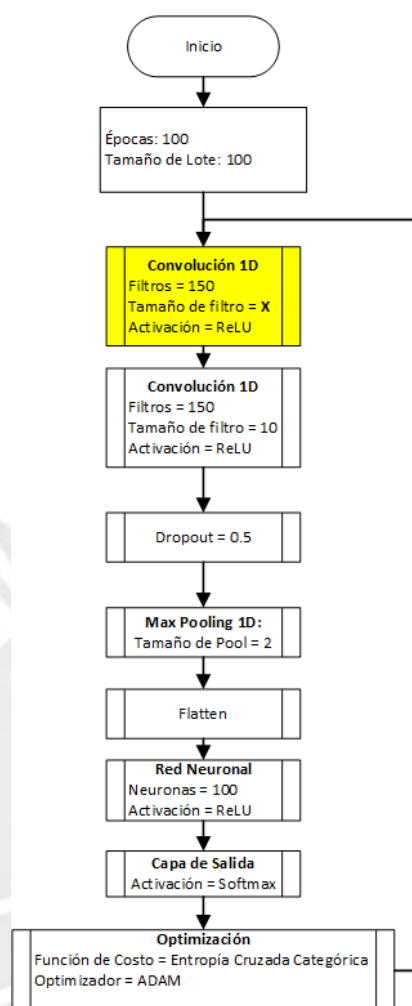 Inicio
Épocas: 100
Tamaño de Lote: 100
Convolución 1D
Filtros = 150
Tamaño de filtro = X
Activación = ReLU
Convolución 1D
Filtros = 150
Tamaño de filtro = 10
Activación = ReLU
Dropout = 0.5
Max Pooling 1D:
Tamaño de Pool = 2
Flatten
Red Neuronal
Neuronas = 100
Activación = ReLU
Capa de Salida
Activación = Softmax
Optimización
Función de Costo = Entropía Cruzada Categórica
Optimizador = ADAM